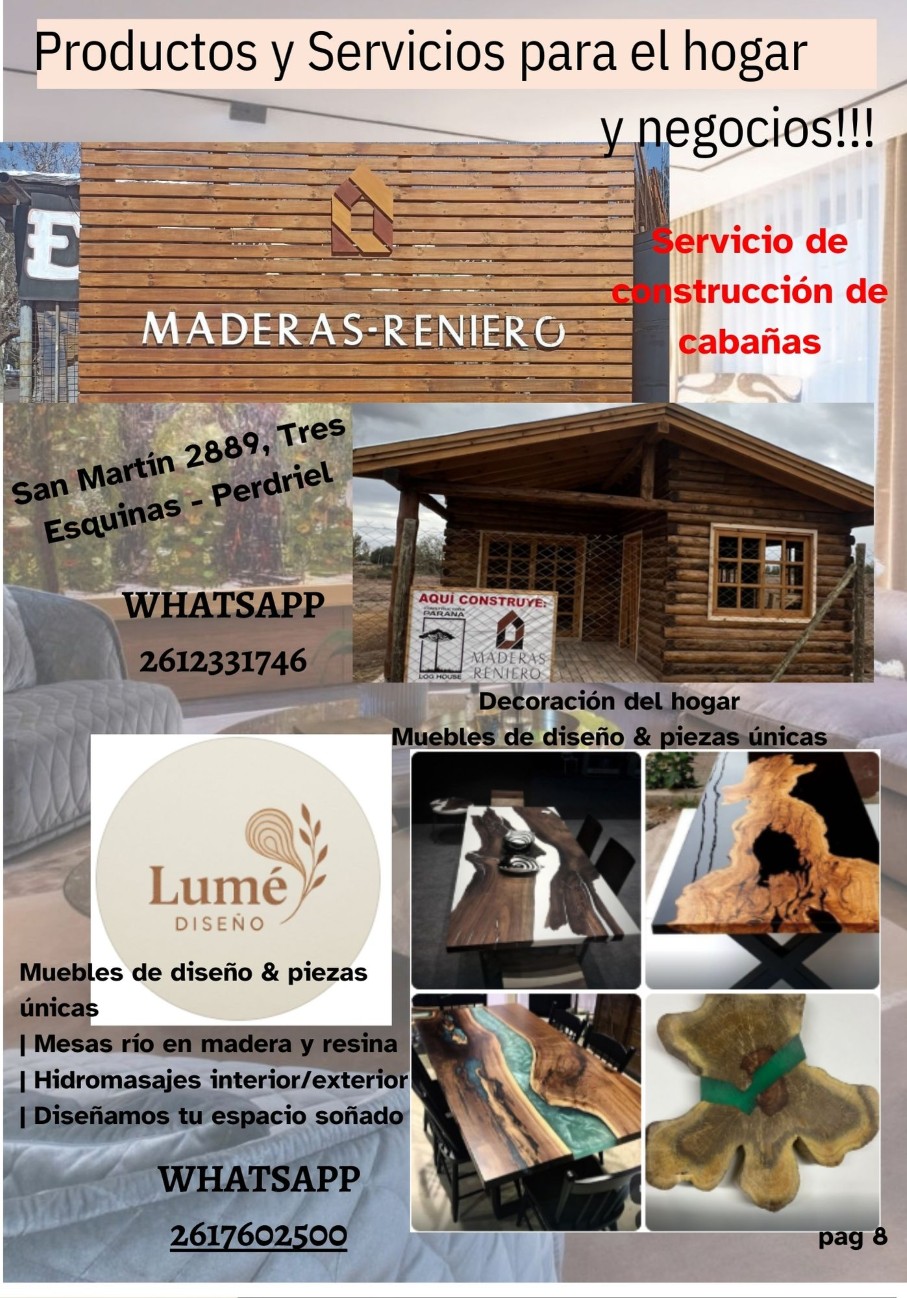 Productos y Servicios para el hogar
y negocios!!!
E
MADERAS-RENIERO
Servicio de
construcción de
cabañas
San Martín 2889, Tres
Esquinas - Perdriel
WHATSAPP
2612331746
AQUÍ CONSTRUYE:
CONSTRUCTORA
PARANA
LOG HOUSE
MADERAS
RENIERO
Decoración del hogar
Muebles de diseño & piezas únicas
Lumé
DISEÑO
Muebles de diseño & piezas
únicas
| Mesas río en madera y resina
| Hidromasajes interior/exterior
| Diseñamos tu espacio soñado
WHATSAPP
2617602500
pag 8